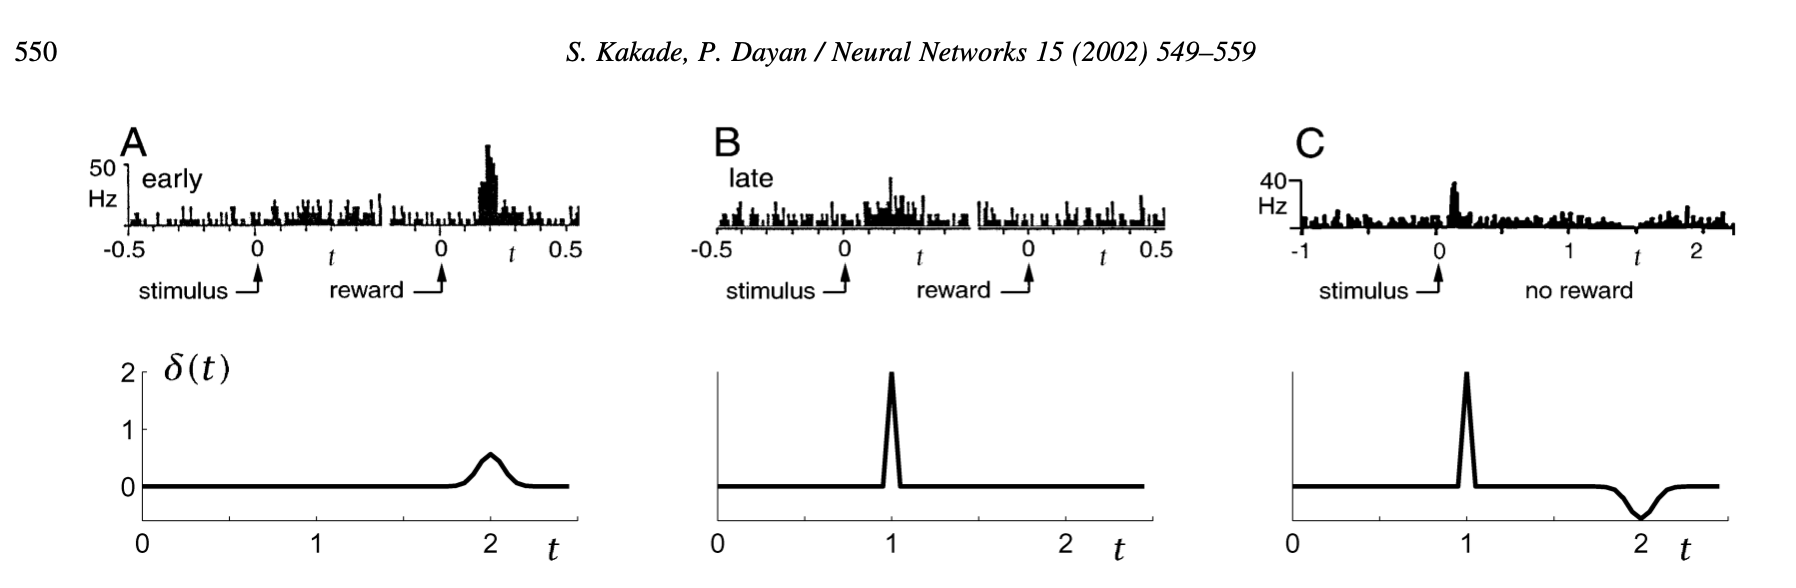 550
S. Kakade, P. Dayan / Neural Networks 15 (2002) 549–559
A
50
Hz
early
-0.5
0
t
0
t
0.5
stimulus
reward
B
late
-0.5
0
t
0
t
0.5
stimulus
reward
C
40
Hz
-1
0
1
t
2
stimulus
no reward
δ(t)
2
1
0
0
1
2
t
0
1
2
t
0
1
2
t